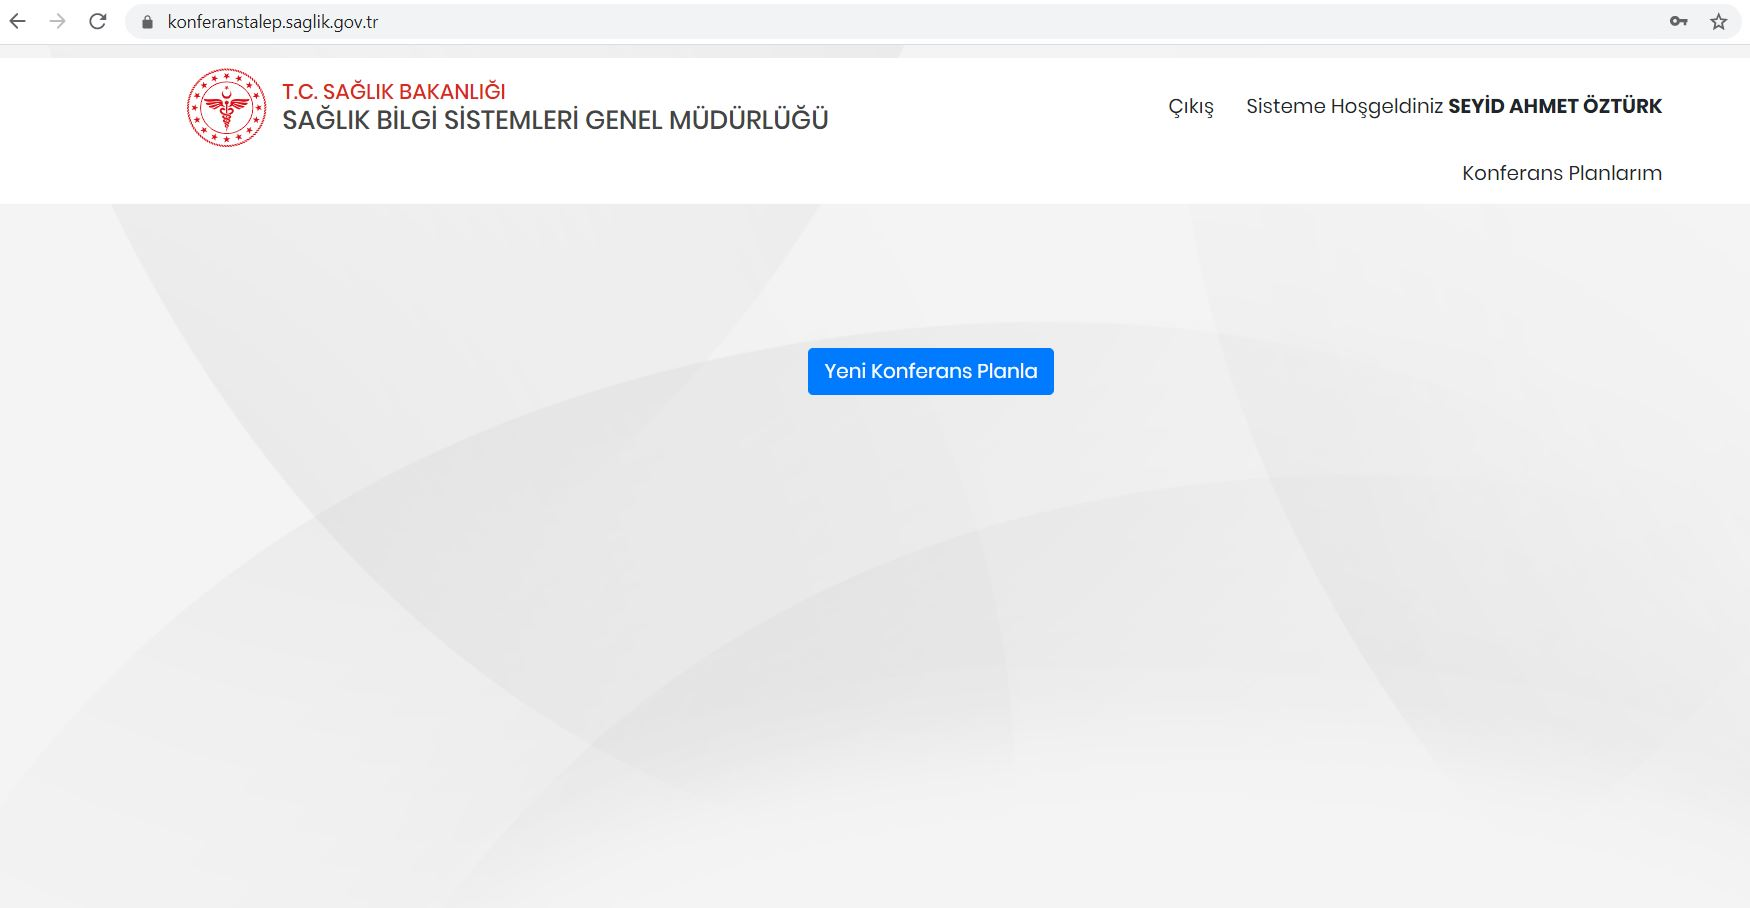 konferanstalep.saglik.gov.tr
T.C. SAĞLIK BAKANLIĞI
SAĞLIK BİLGİ SİSTEMLERİ GENEL MÜDÜRLÜĞÜ
Çıkış Sisteme Hoşgeldiniz SEYİD AHMET ÖZTÜRK
Konferans Planlarım
Yeni Konferans Planla